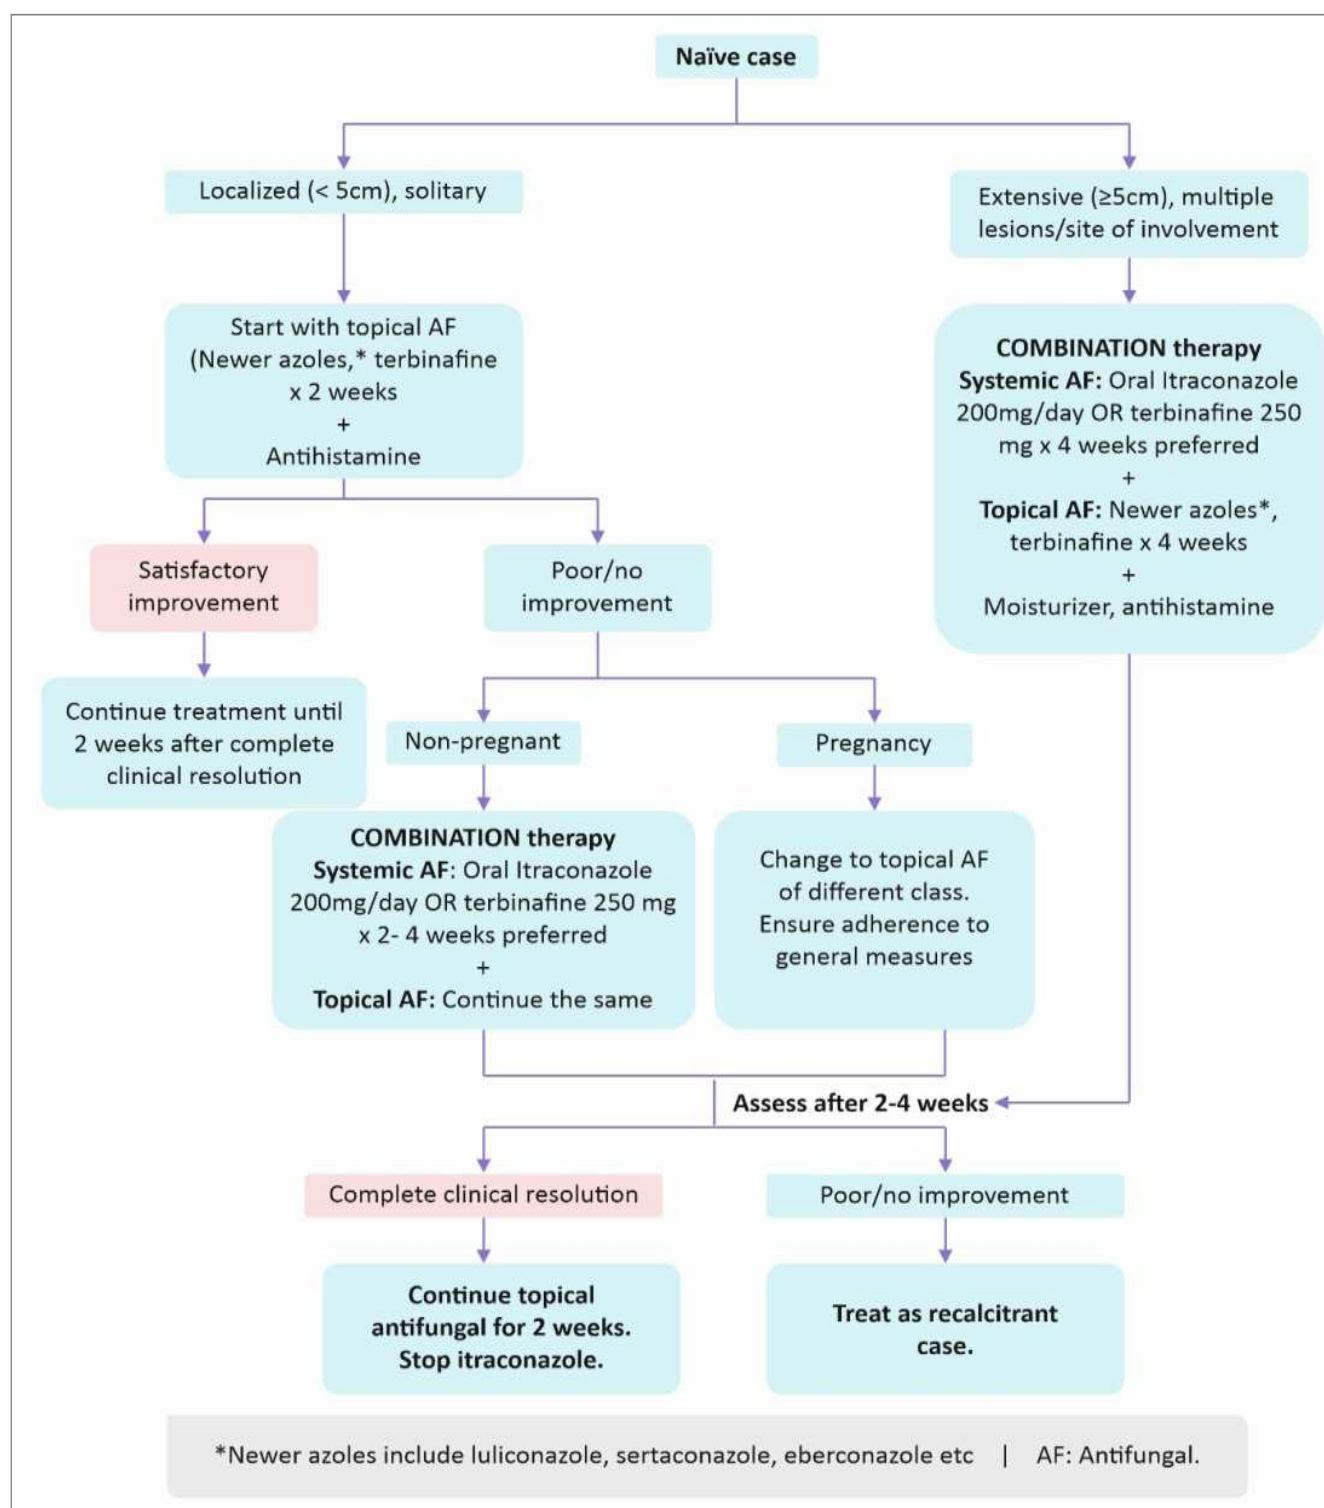 Naïve case
Localized (< 5cm), solitary
Extensive (≥5cm), multiple
lesions/site of involvement
Start with topical AF
(Newer azoles,* terbinafine
x 2 weeks
+
Antihistamine
COMBINATION therapy
Systemic AF: Oral Itraconazole
200mg/day OR terbinafine 250
mg x 4 weeks preferred
+
Topical AF: Newer azoles*,
terbinafine x 4 weeks
+
Moisturizer, antihistamine
Satisfactory
improvement
Poor/no
improvement
Continue treatment until
2 weeks after complete
clinical resolution
Non-pregnant
Pregnancy
COMBINATION therapy
Systemic AF: Oral Itraconazole
200mg/day OR terbinafine 250 mg
x 2- 4 weeks preferred
+
Topical AF: Continue the same
Change to topical AF
of different class.
Ensure adherence to
general measures
Assess after 2-4 weeks
Complete clinical resolution
Poor/no improvement
Continue topical
antifungal for 2 weeks.
Stop itraconazole.
Treat as recalcitrant
case.
*Newer azoles include luliconazole, sertaconazole, eberconazole etc | AF: Antifungal.